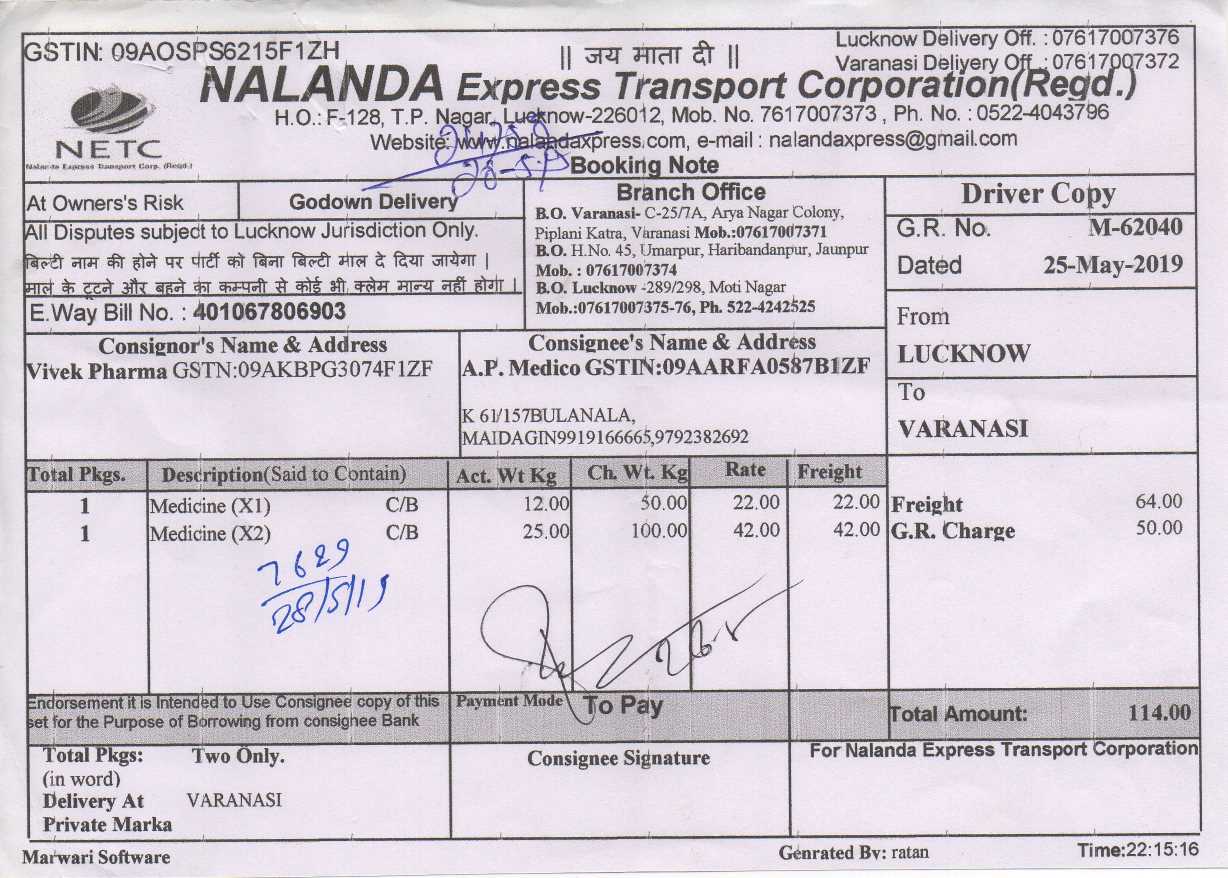 GSTIN: 09AOSPS6215F1ZH
|| जय माता दी ||
Lucknow Delivery Off. : 07617007376
Varanasi Delivery Off. : 07617007372
NALANDA Express Transport Corporation(Regd.)
H.O.: F-128, T.P. Nagar, Lucknow-226012, Mob. No. 7617007373 , Ph. No. : 0522-4043796
Website: www.nalandaxpress.com, e-mail : nalandaxpress@gmail.com
NETC
Nalanda Express Transport Corp. (Regd.)
Booking Note
At Owners's Risk
Godown Delivery
All Disputes subject to Lucknow Jurisdiction Only.
बिल्टी नाम की होने पर पार्टी को बिना बिल्टी माल दे दिया जायेगा |
माल के टूटने और बहने का कम्पनी से कोई भी क्लेम मान्य नहीं होगा |
E.Way Bill No. : 401067806903
Branch Office
B.O. Varanasi- C-25/7A, Arya Nagar Colony,
Piplani Katra, Varanasi Mob.:07617007371
B.O. H.No. 45, Umarpur, Haribandanpur, Jaunpur
Mob. : 07617007374
B.O. Lucknow -289/298, Moti Nagar
Mob.:07617007375-76, Ph. 522-4242525
Driver Copy
G.R. No. M-62040
Dated 25-May-2019
From
LUCKNOW
To
VARANASI
Consignor's Name & Address
Vivek Pharma GSTN:09AKBPG3074F1ZF
Consignee's Name & Address
A.P. Medico GSTIN:09AARFA0587B1ZF
K 61/157BULANALA,
MAIDAGIN9919166665,9792382692
Total Pkgs. Description(Said to Contain) Act. Wt Kg Ch. Wt. Kg Rate Freight
1 Medicine (X1) C/B 12.00 50.00 22.00 22.00
1 Medicine (X2) C/B 25.00 100.00 42.00 42.00
Freight 64.00
G.R. Charge 50.00
7629
28/5/19
Endorsement it is Intended to Use Consignee copy of this
set for the Purpose of Borrowing from consignee Bank
Payment Mode To Pay
Total Amount: 114.00
Total Pkgs: Two Only.
(in word)
Delivery At VARANASI
Private Marka
Consignee Signature
For Nalanda Express Transport Corporation
Marwari Software
Genrated By: ratan
Time:22:15:16